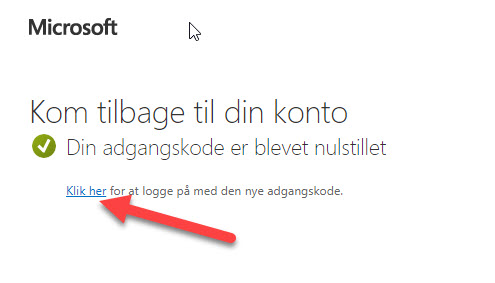 Microsoft
Kom tilbage til din konto
Din adgangskode er blevet nulstillet
Klik her for at logge på med den nye adgangskode.